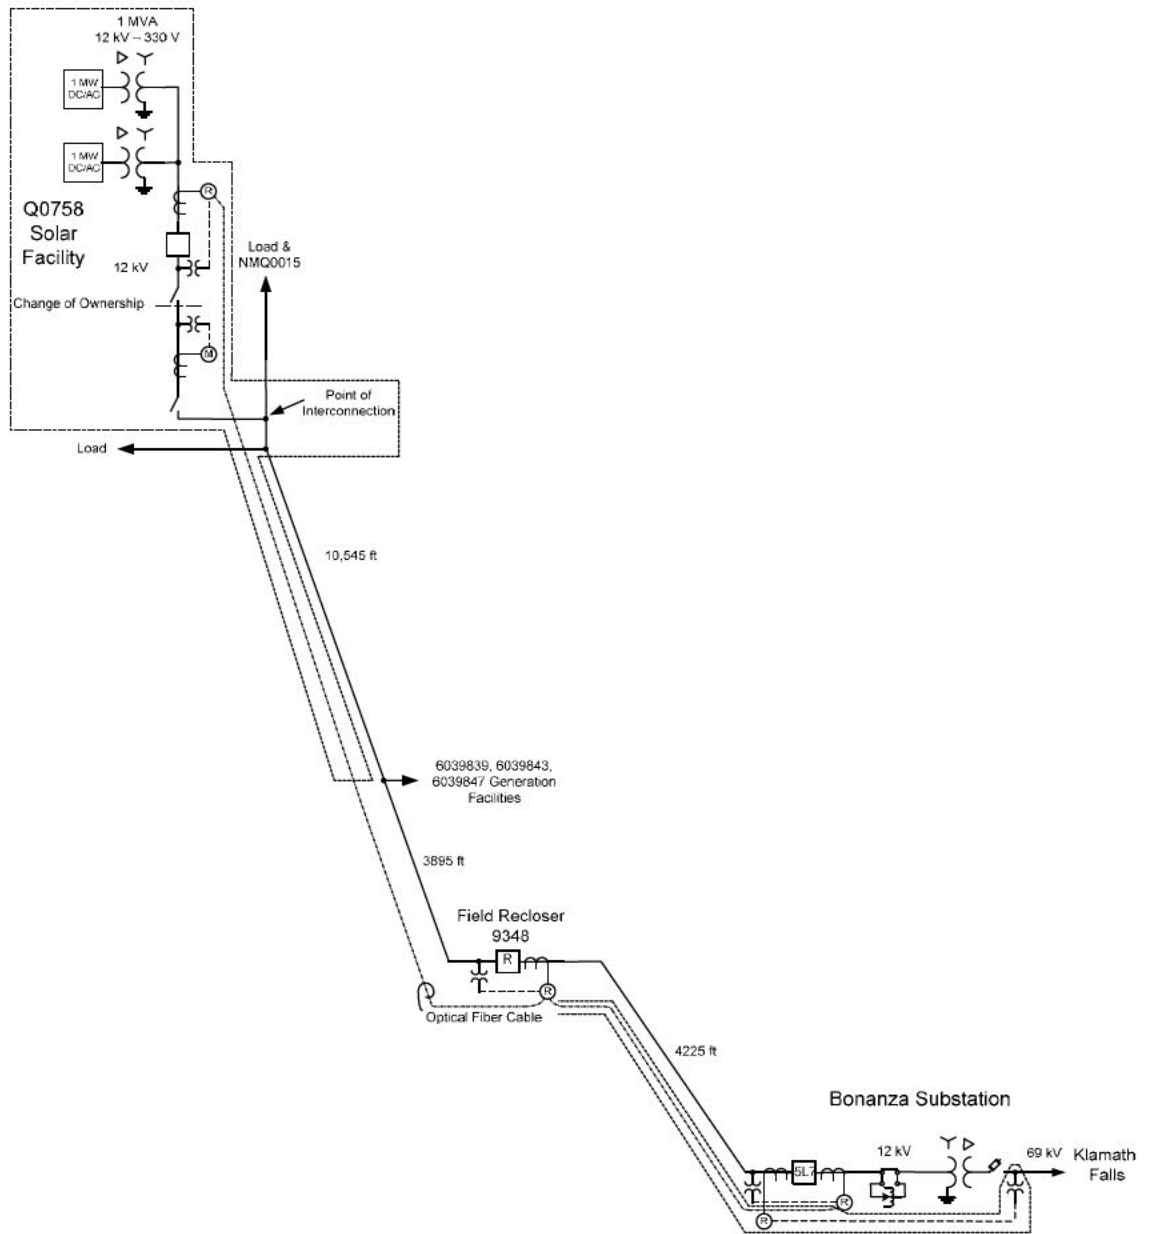 1 MVA
12 kV – 330 V
1 MW
DC/AC
1 MW
DC/AC
R
Q0758
Solar
Facility
12 kV
Load &
NMQ0015
Change of Ownership
M
Point of
Interconnection
Load
10,545 ft
6039839, 6039843,
6039847 Generation
Facilities
3895 ft
Field Recloser
9348
R
R
Optical Fiber Cable
4225 ft
Bonanza Substation
12 kV
69 kV
Klamath
Falls
5L7
R
R